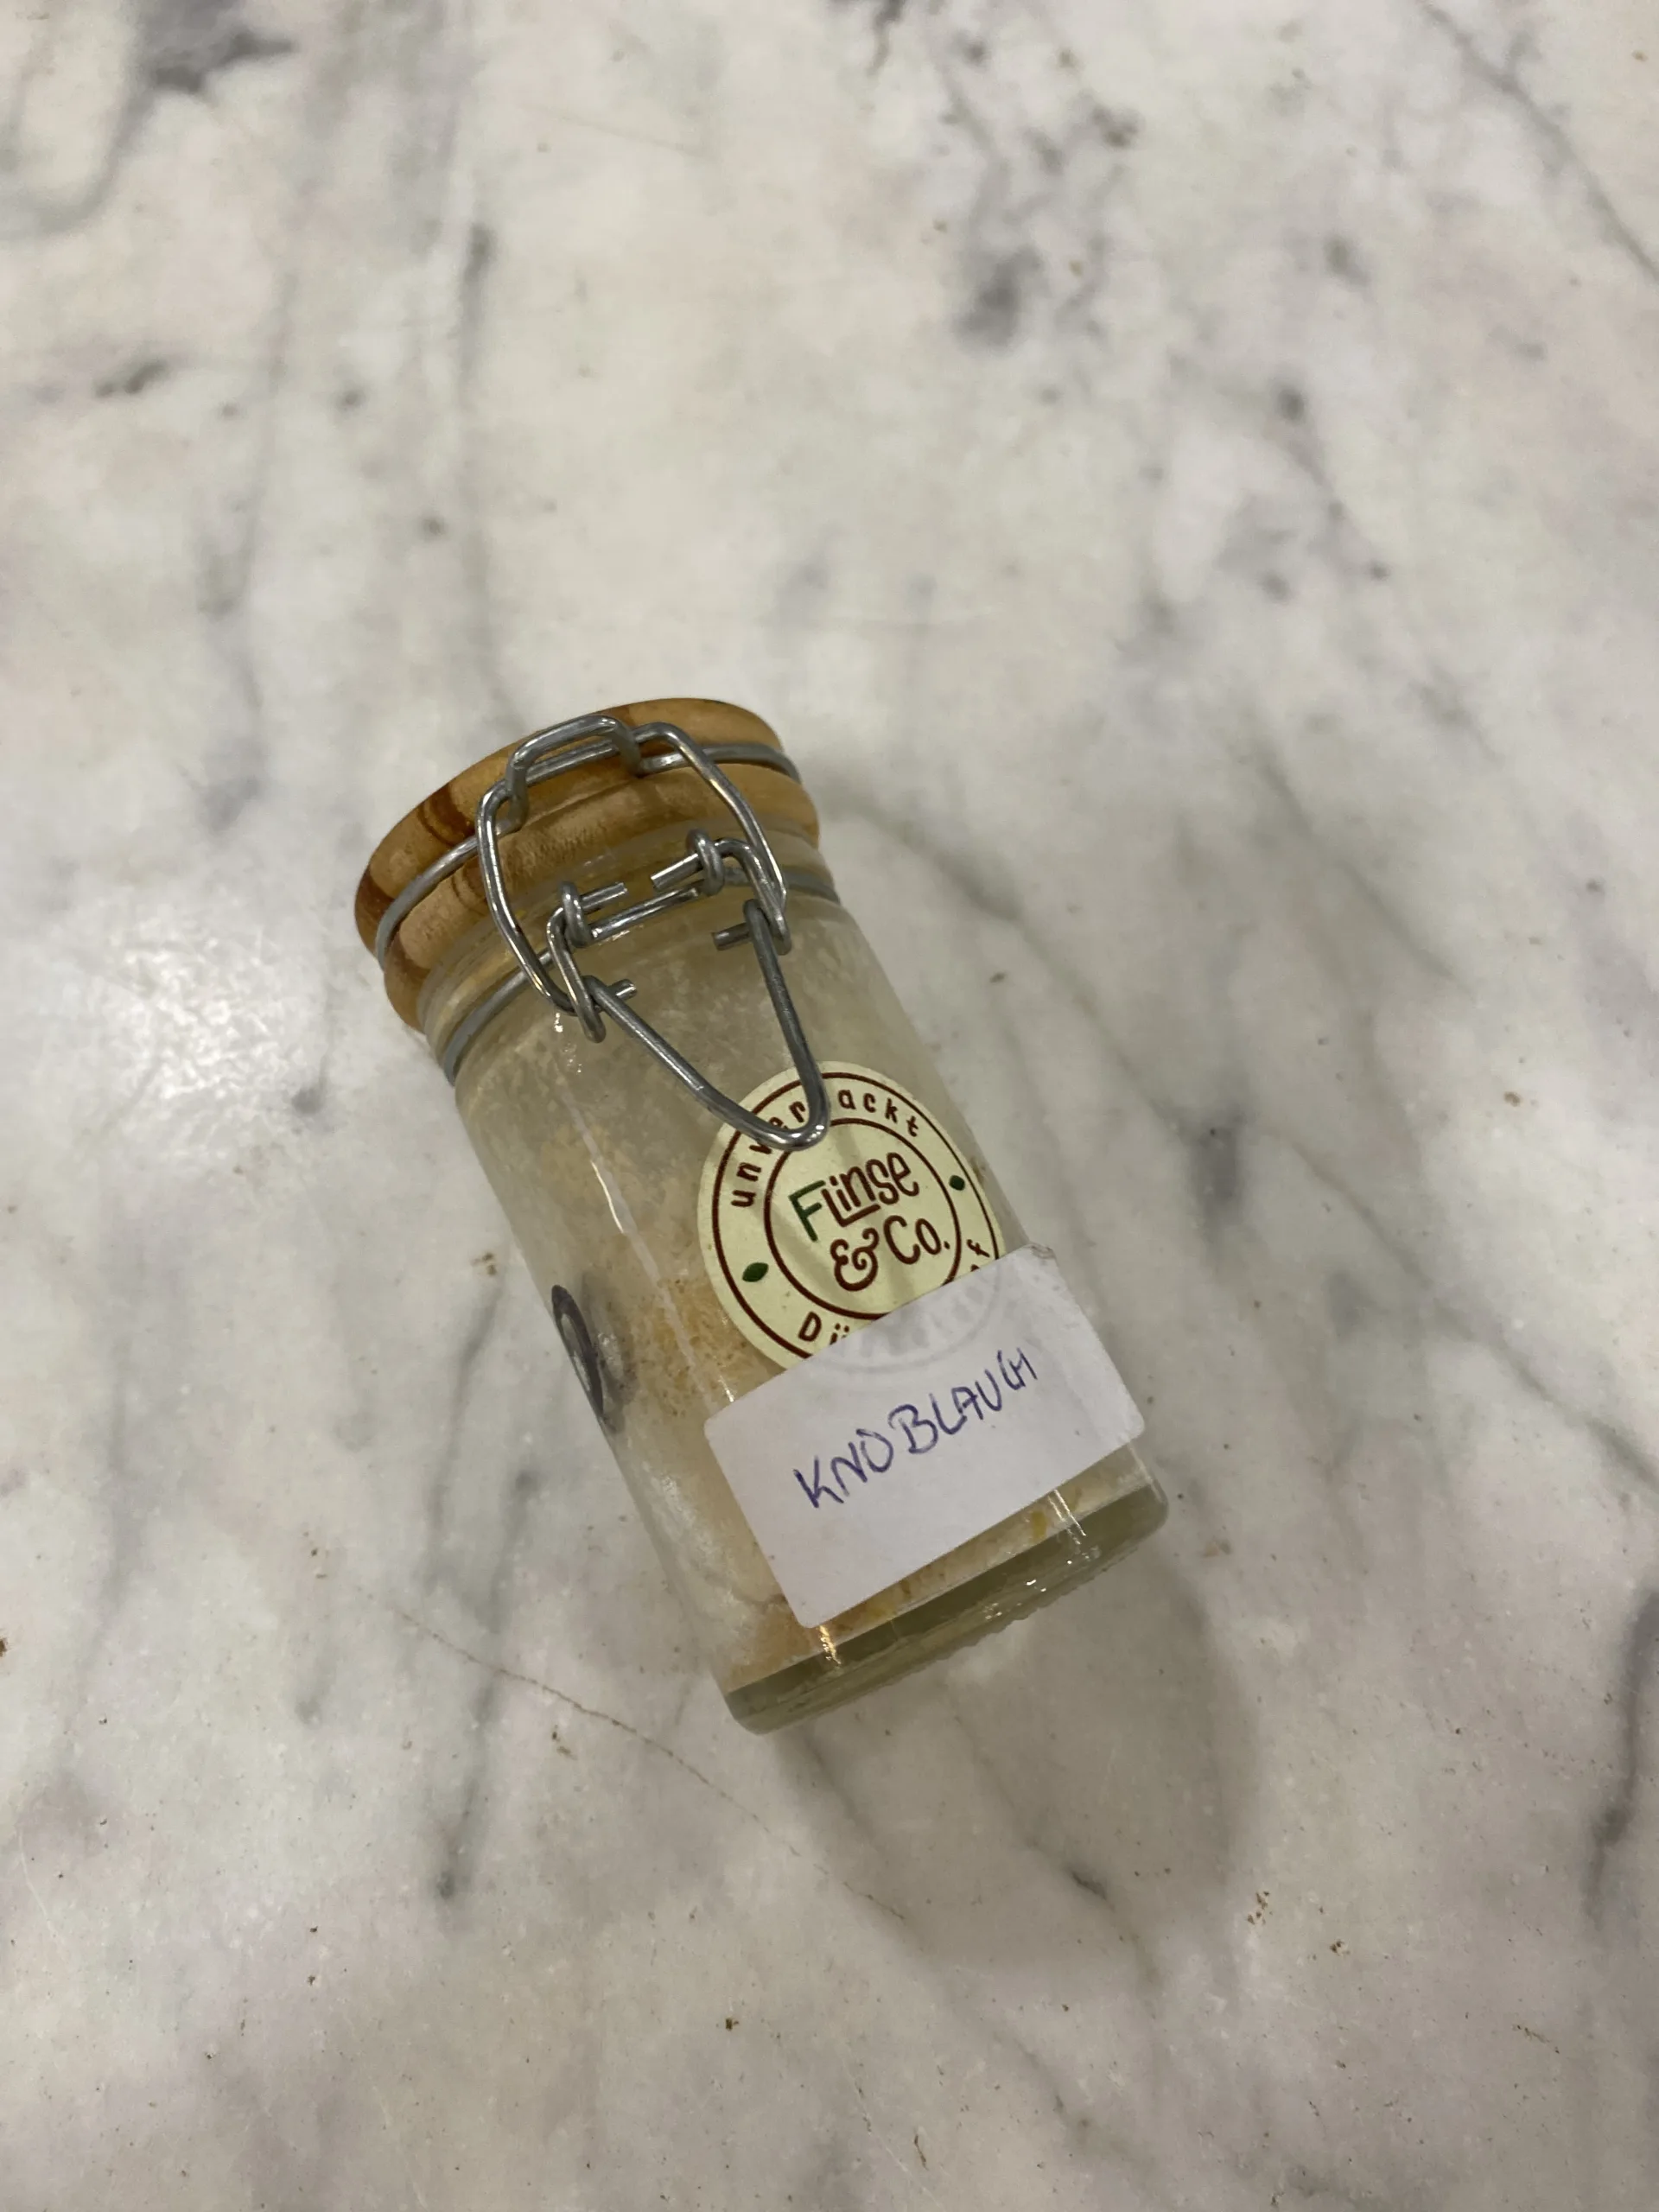 unverpackt
Flinse
& Co.
KNOBLAUCH